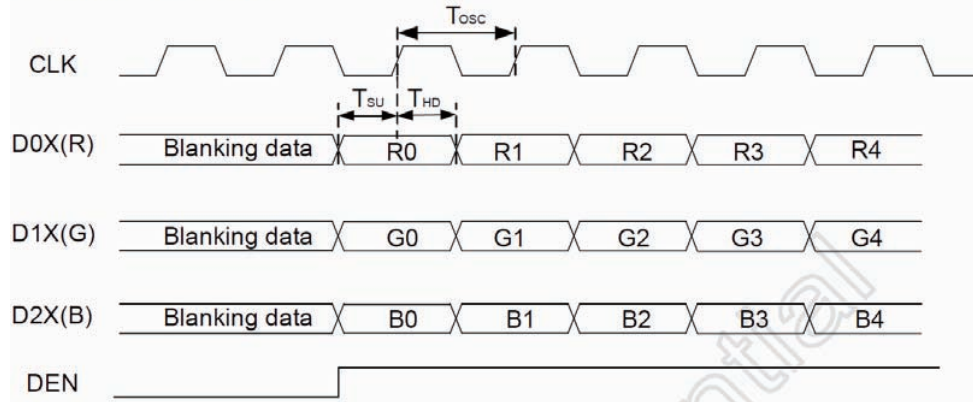 Tosc
CLK
TSU THD
D0X(R) Blanking data R0 R1 R2 R3 R4
D1X(G) Blanking data G0 G1 G2 G3 G4
D2X(B) Blanking data B0 B1 B2 B3 B4
DEN